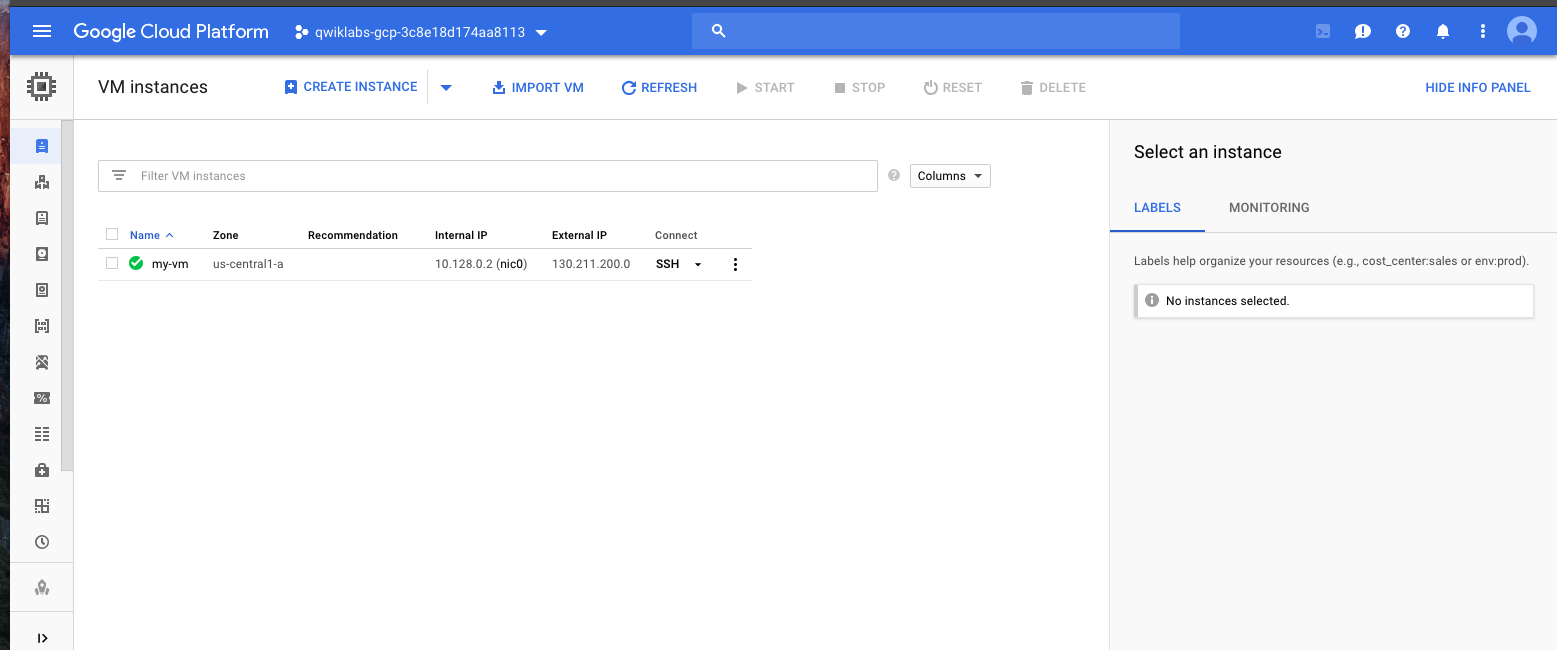 Google Cloud Platform qwiklabs-gcp-3c8e18d174aa8113
VM instances CREATE INSTANCE IMPORT VM REFRESH START STOP RESET DELETE HIDE INFO PANEL
Filter VM instances Columns
Name Zone Recommendation Internal IP External IP Connect
my-vm us-central1-a 10.128.0.2 (nic0) 130.211.200.0 SSH
Select an instance
LABELS MONITORING
Labels help organize your resources (e.g., cost_center:sales or env:prod).
No instances selected.